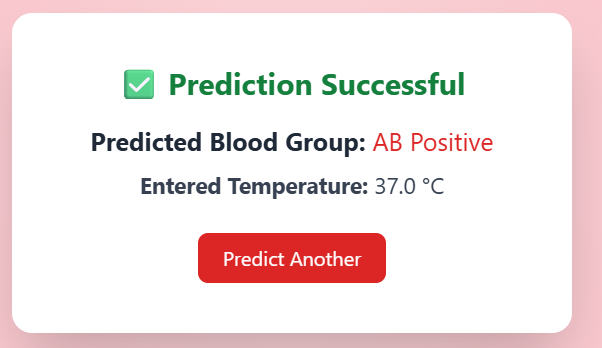 ✅ Prediction Successful
Predicted Blood Group: AB Positive
Entered Temperature: 37.0 °C
Predict Another